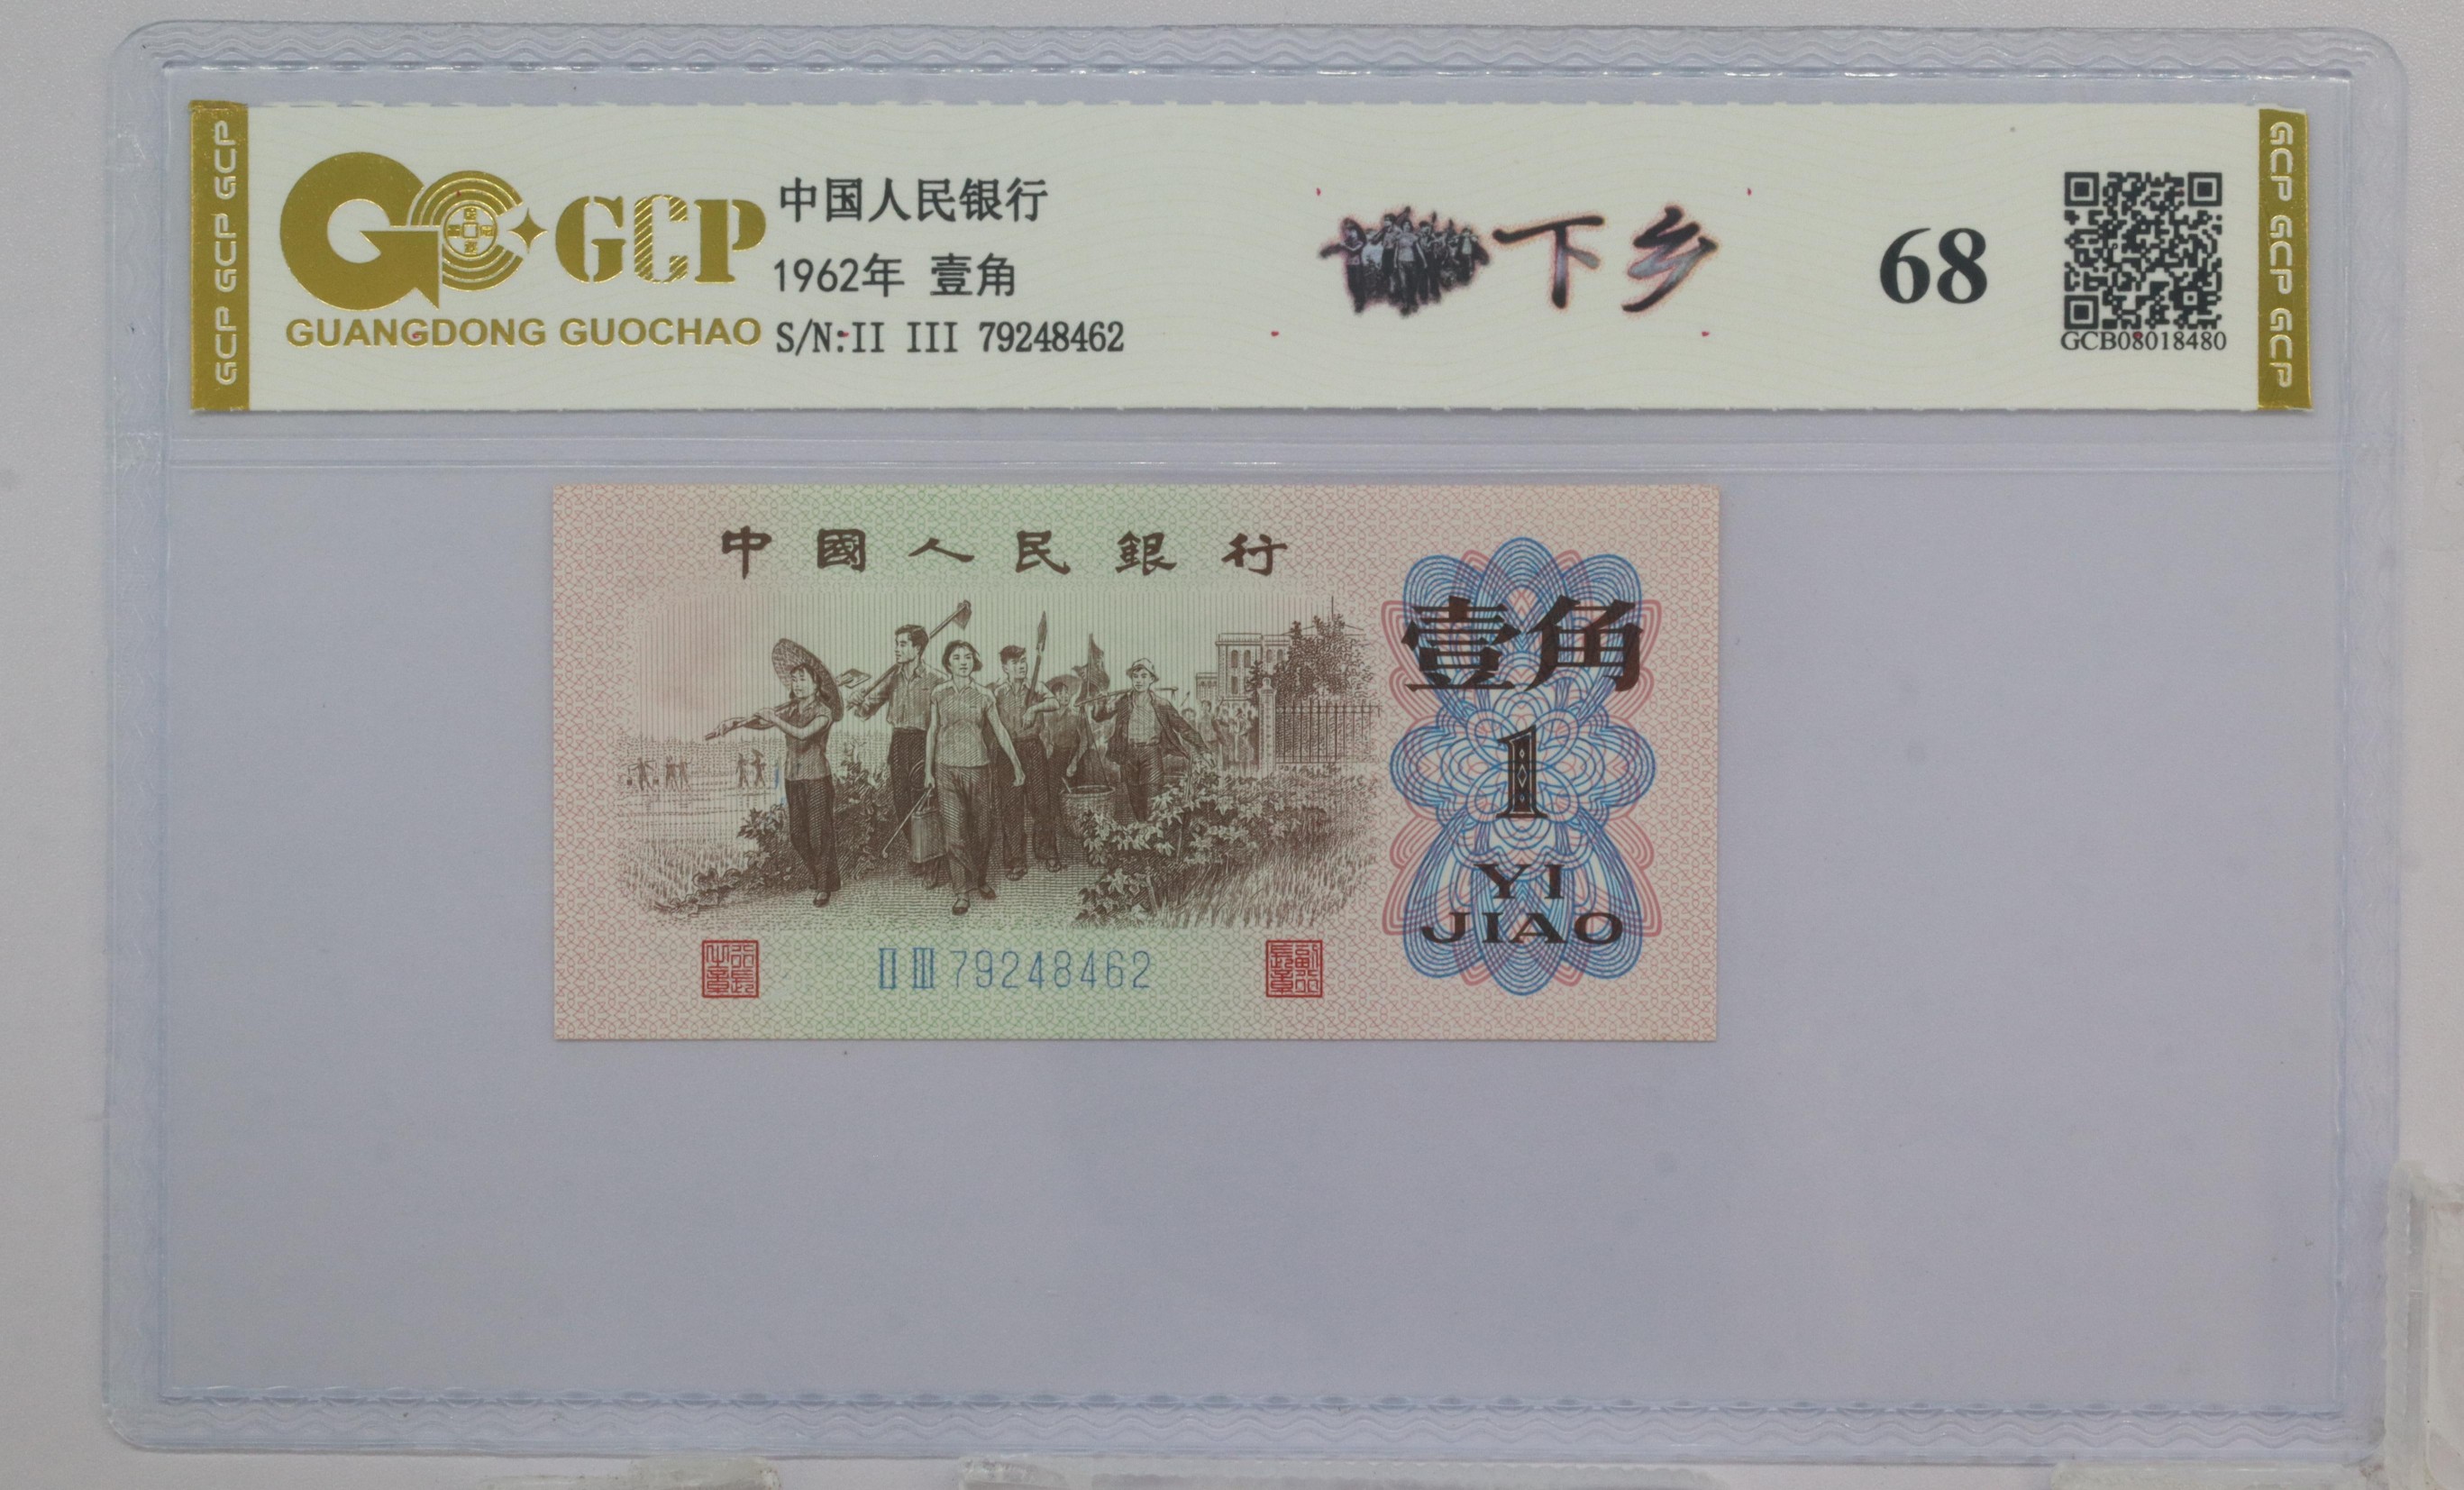 GCP GCP GCP
GCP
GUANGDONG GUOCHAO
中国人民银行
1962年 壹角
S/N:II III 79248462
下乡
68
GCB08018480
GCP GCP GCP
中國人民銀行
壹角
1
YI
JIAO
II III 79248462